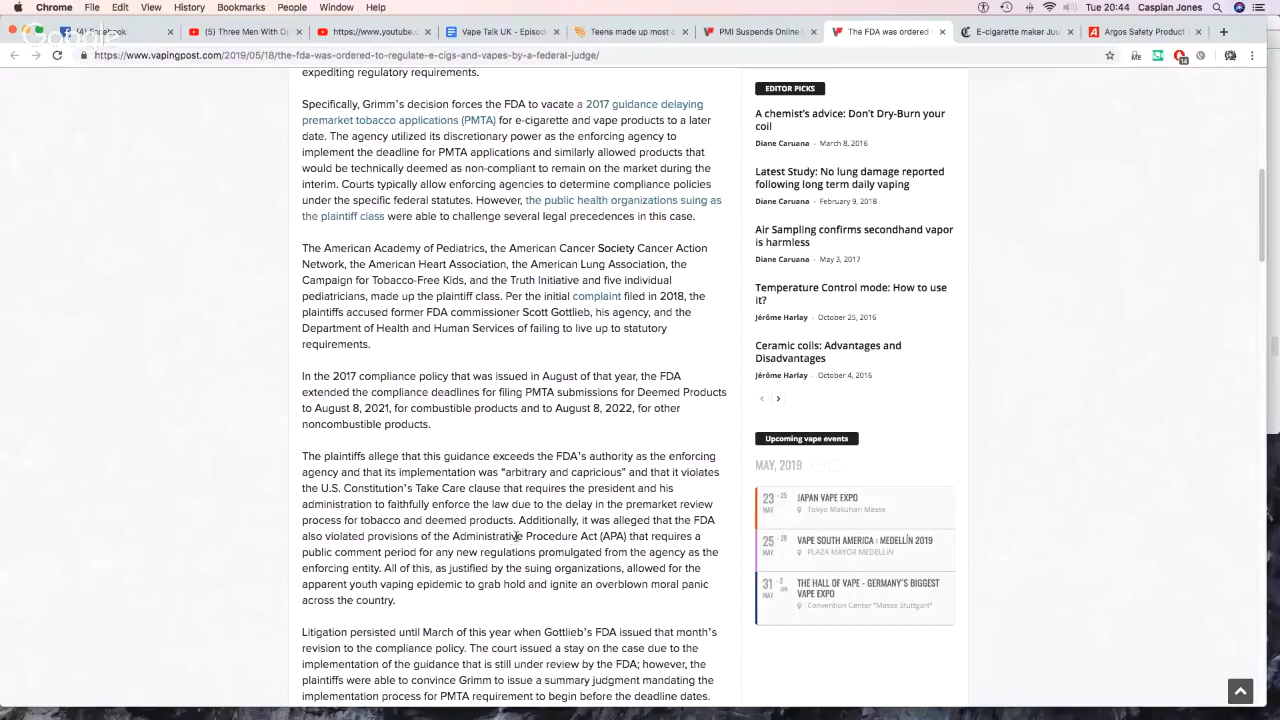 Chrome File Edit View History Bookmarks People Window Help Tue 20:44 Caspian Jones
Facebook (5) Three Men With O https://www.youtube.c Vape Talk UK - Episod Teens made up most o PMI Suspends Online The FDA was ordered E-cigarette maker Juu Argos Safety Product
https://www.vapingpost.com/2019/05/18/the-fda-was-ordered-to-regulate-e-cigs-and-vapes-by-a-federal-judge/
14
expediting regulatory requirements.
Specifically, Grimm's decision forces the FDA to vacate a 2017 guidance delaying
premarket tobacco applications (PMTA) for e-cigarette and vape products to a later
date. The agency utilized its discretionary power as the enforcing agency to
implement the deadline for PMTA applications and similarly allowed products that
would be technically deemed as non-compliant to remain on the market during the
interim. Courts typically allow enforcing agencies to determine compliance policies
under the specific federal statutes. However, the public health organizations suing as
the plaintiff class were able to challenge several legal precedences in this case.
The American Academy of Pediatrics, the American Cancer Society Cancer Action
Network, the American Heart Association, the American Lung Association, the
Campaign for Tobacco-Free Kids, and the Truth Initiative and five individual
pediatricians, made up the plaintiff class. Per the initial complaint filed in 2018, the
plaintiffs accused former FDA commissioner Scott Gottlieb, his agency, and the
Department of Health and Human Services of failing to live up to statutory
requirements.
In the 2017 compliance policy that was issued in August of that year, the FDA
extended the compliance deadlines for filing PMTA submissions for Deemed Products
to August 8, 2021, for combustible products and to August 8, 2022, for other
noncombustible products.
The plaintiffs allege that this guidance exceeds the FDA's authority as the enforcing
agency and that its implementation was "arbitrary and capricious" and that it violates
the U.S. Constitution's Take Care clause that requires the president and his
administration to faithfully enforce the law due to the delay in the premarket review
process for tobacco and deemed products. Additionally, it was alleged that the FDA
also violated provisions of the Administrative Procedure Act (APA) that requires a
public comment period for any new regulations promulgated from the agency as the
enforcing entity. All of this, as justified by the suing organizations, allowed for the
apparent youth vaping epidemic to grab hold and ignite an overblown moral panic
across the country.
Litigation persisted until March of this year when Gottlieb's FDA issued that month's
revision to the compliance policy. The court issued a stay on the case due to the
implementation of the guidance that is still under review by the FDA; however, the
plaintiffs were able to convince Grimm to issue a summary judgment mandating the
implementation process for PMTA requirement to begin before the deadline dates.
EDITOR PICKS
A chemist's advice: Don't Dry-Burn your
coil
Diane Caruana - March 8, 2016
Latest Study: No lung damage reported
following long term daily vaping
Diane Caruana - February 9, 2018
Air Sampling confirms secondhand vapor
is harmless
Diane Caruana - May 3, 2017
Temperature Control mode: How to use
it?
Jérôme Harlay - October 25, 2016
Ceramic coils: Advantages and
Disadvantages
Jérôme Harlay - October 4, 2016
Upcoming vape events
MAY, 2019
23 - 25 MAY JAPAN VAPE EXPO
Tokyo Makuhari Messe
25 - 26 MAY VAPE SOUTH AMERICA : MEDELLÍN 2019
PLAZA MAYOR MEDELLIN
31 - 2 MAY JUN THE HALL OF VAPE - GERMANY'S BIGGEST
VAPE EXPO
Convention Center "Messe Stuttgart"